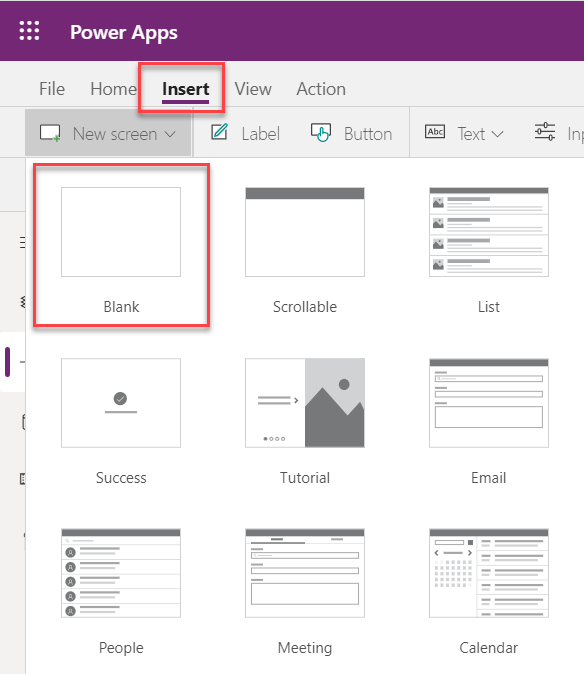 Power Apps
File Home Insert View Action
New screen Label Button Abc Text
Blank Scrollable List
Success Tutorial Email
People Meeting Calendar